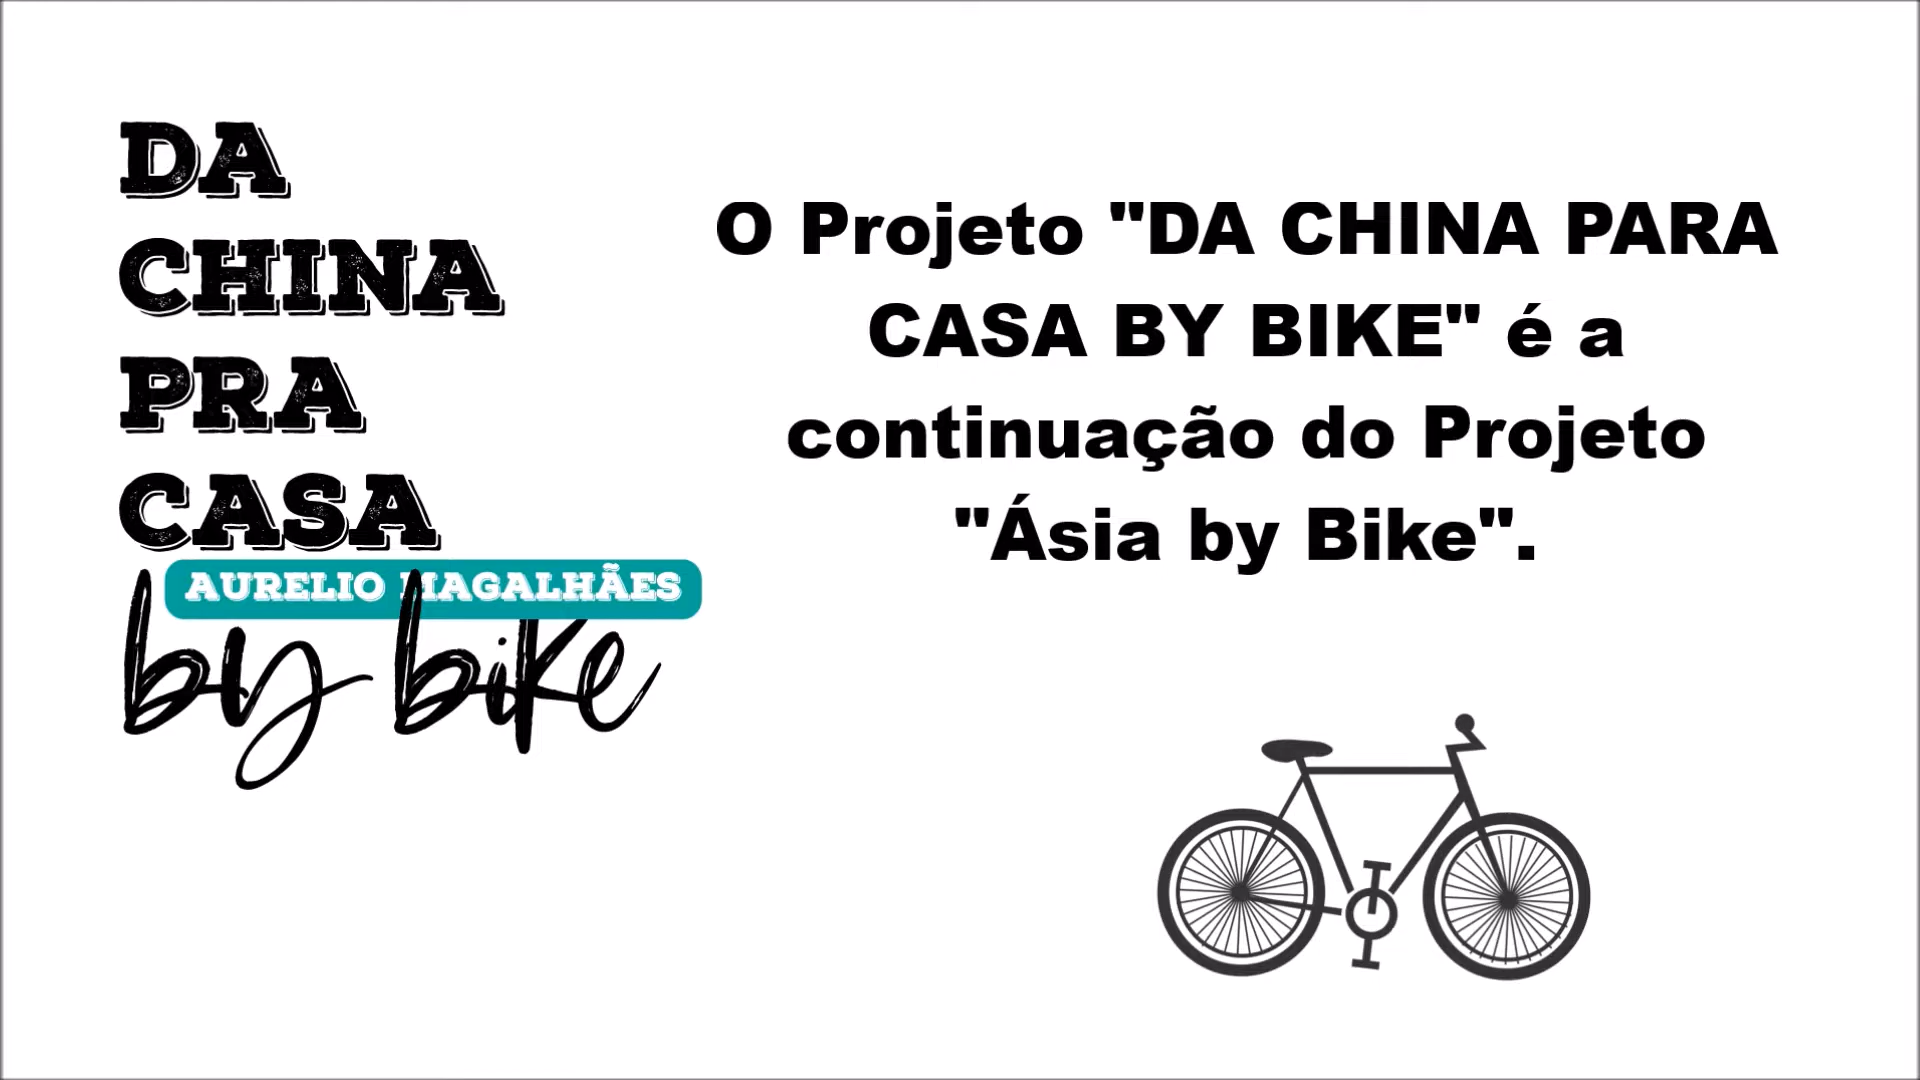 DA
CHINA
PRA
CASA
AURELIO MAGALHÃES
by bike
O Projeto "DA CHINA PARA
CASA BY BIKE" é a
continuação do Projeto
"Ásia by Bike".